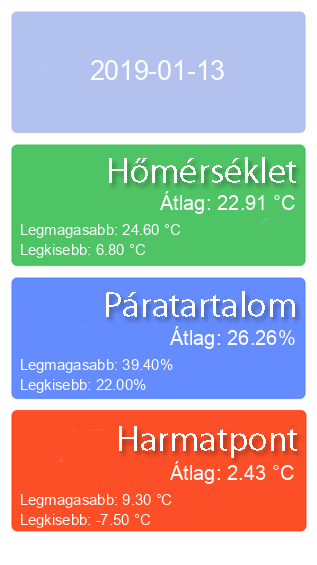 2019-01-13
Hőmérséklet
Átlag: 22.91 °C
Legmagasabb: 24.60 °C
Legkisebb: 6.80 °C
Páratartalom
Átlag: 26.26%
Legmagasabb: 39.40%
Legkisebb: 22.00%
Harmatpont
Átlag: 2.43 °C
Legmagasabb: 9.30 °C
Legkisebb: -7.50 °C